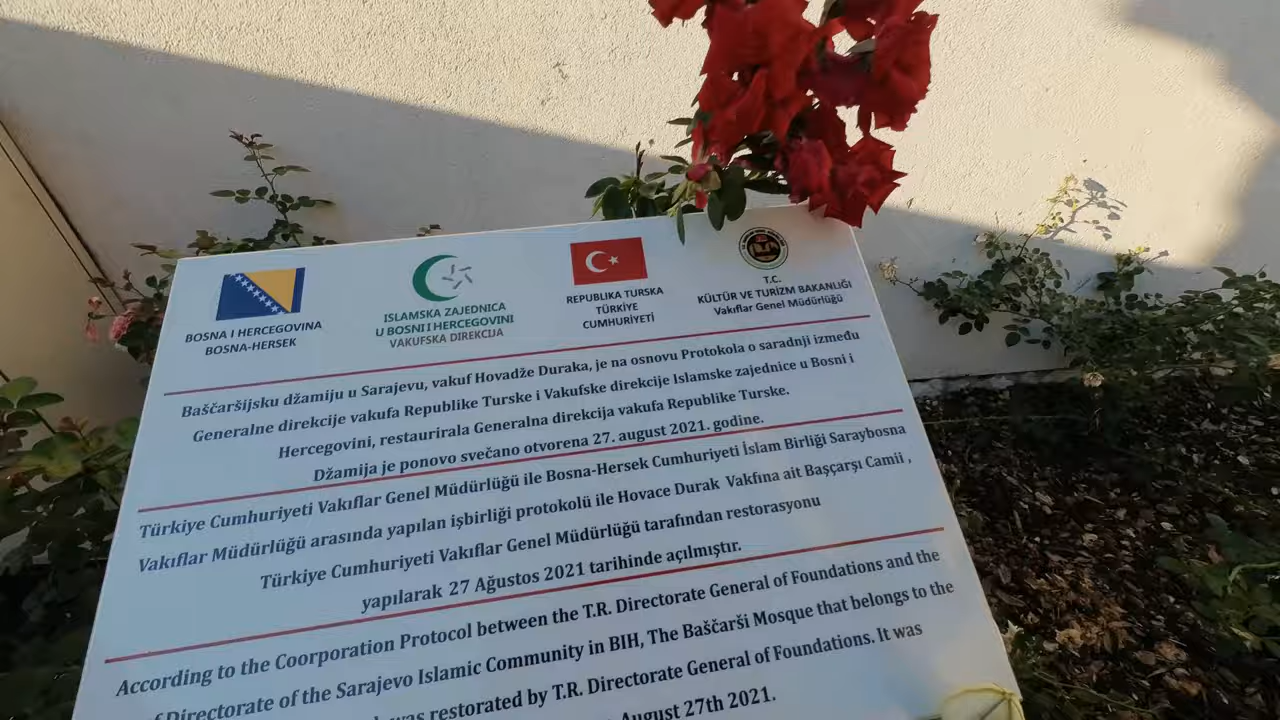 BOSNA I HERCEGOVINA
BOSNA-HERSEK
ISLAMSKA ZAJEDNICA
U BOSNI I HERCEGOVINI
VAKUFSKA DIREKCIJA
REPUBLIKA TURSKA
TÜRKİYE
CUMHURİYETİ
T.C.
KÜLTÜR VE TURİZM BAKANLIĞI
Vakıflar Genel Müdürlüğü
Baščaršijsku džamiju u Sarajevu, vakuf Hovadže Duraka, je na osnovu Protokola o saradnji između
Generalne direkcije vakufa Republike Turske i Vakufske direkcije Islamske zajednice u Bosni i
Hercegovini, restaurirala Generalna direkcija vakufa Republike Turske.
Džamija je ponovo svečano otvorena 27. august 2021. godine.
Türkiye Cumhuriyeti Vakıflar Genel Müdürlüğü ile Bosna-Hersek Cumhuriyeti İslam Birliği Saraybosna
Vakıflar Müdürlüğü arasında yapılan işbirliği protokolü ile Hovace Durak Vakfına ait Başçarşı Camii ,
Türkiye Cumhuriyeti Vakıflar Genel Müdürlüğü tarafından restorasyonu
yapılarak 27 Ağustos 2021 tarihinde açılmıştır.
According to the Coorporation Protocol between the T.R. Directorate General of Foundations and the
Directorate of the Sarajevo Islamic Community in BIH, The Baščarši Mosque that belongs to the
was restorated by T.R. Directorate General of Foundations. It was
August 27th 2021.